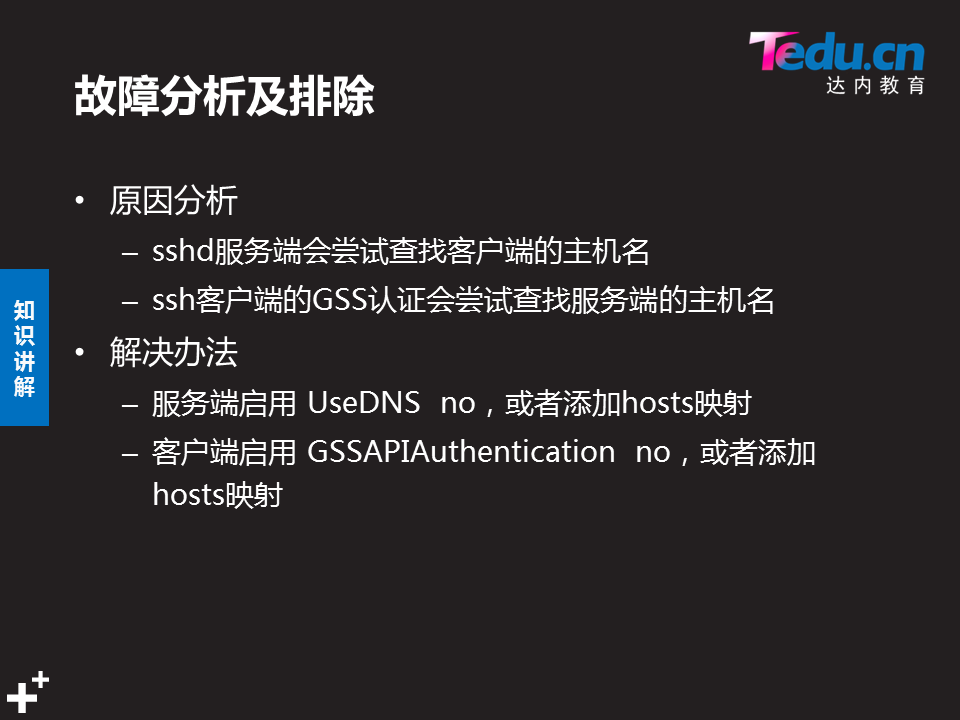 Tedu.cn
达内教育
故障分析及排除
• 原因分析
– sshd服务端会尝试查找客户端的主机名
– ssh客户端的GSS认证会尝试查找服务端的主机名
知识讲解
• 解决办法
– 服务端启用 UseDNS no，或者添加hosts映射
– 客户端启用 GSSAPIAuthentication no，或者添加
hosts映射